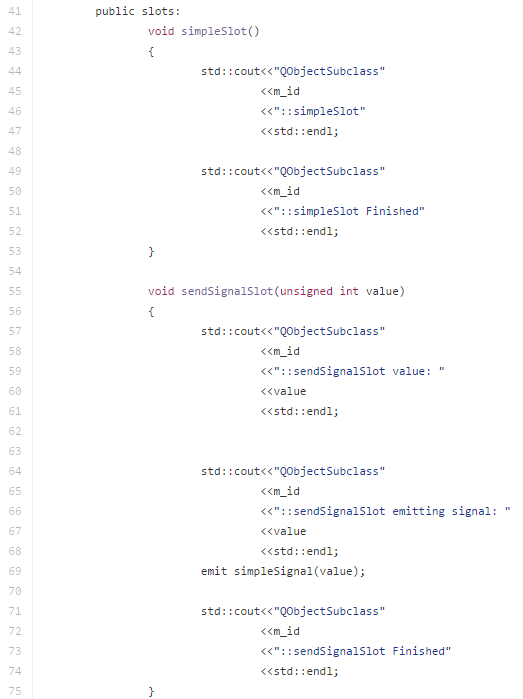 41 public slots:
42 void simpleSlot()
43 {
44 std::cout<<"QObjectSubclass"
45 <<m_id
46 <<"::simpleSlot"
47 <<std::endl;
48
49 std::cout<<"QObjectSubclass"
50 <<m_id
51 <<"::simpleSlot Finished"
52 <<std::endl;
53 }
54
55 void sendSignalSlot(unsigned int value)
56 {
57 std::cout<<"QObjectSubclass"
58 <<m_id
59 <<"::sendSignalSlot value: "
60 <<value
61 <<std::endl;
62
63
64 std::cout<<"QObjectSubclass"
65 <<m_id
66 <<"::sendSignalSlot emitting signal: "
67 <<value
68 <<std::endl;
69 emit simpleSignal(value);
70
71 std::cout<<"QObjectSubclass"
72 <<m_id
73 <<"::sendSignalSlot Finished"
74 <<std::endl;
75 }